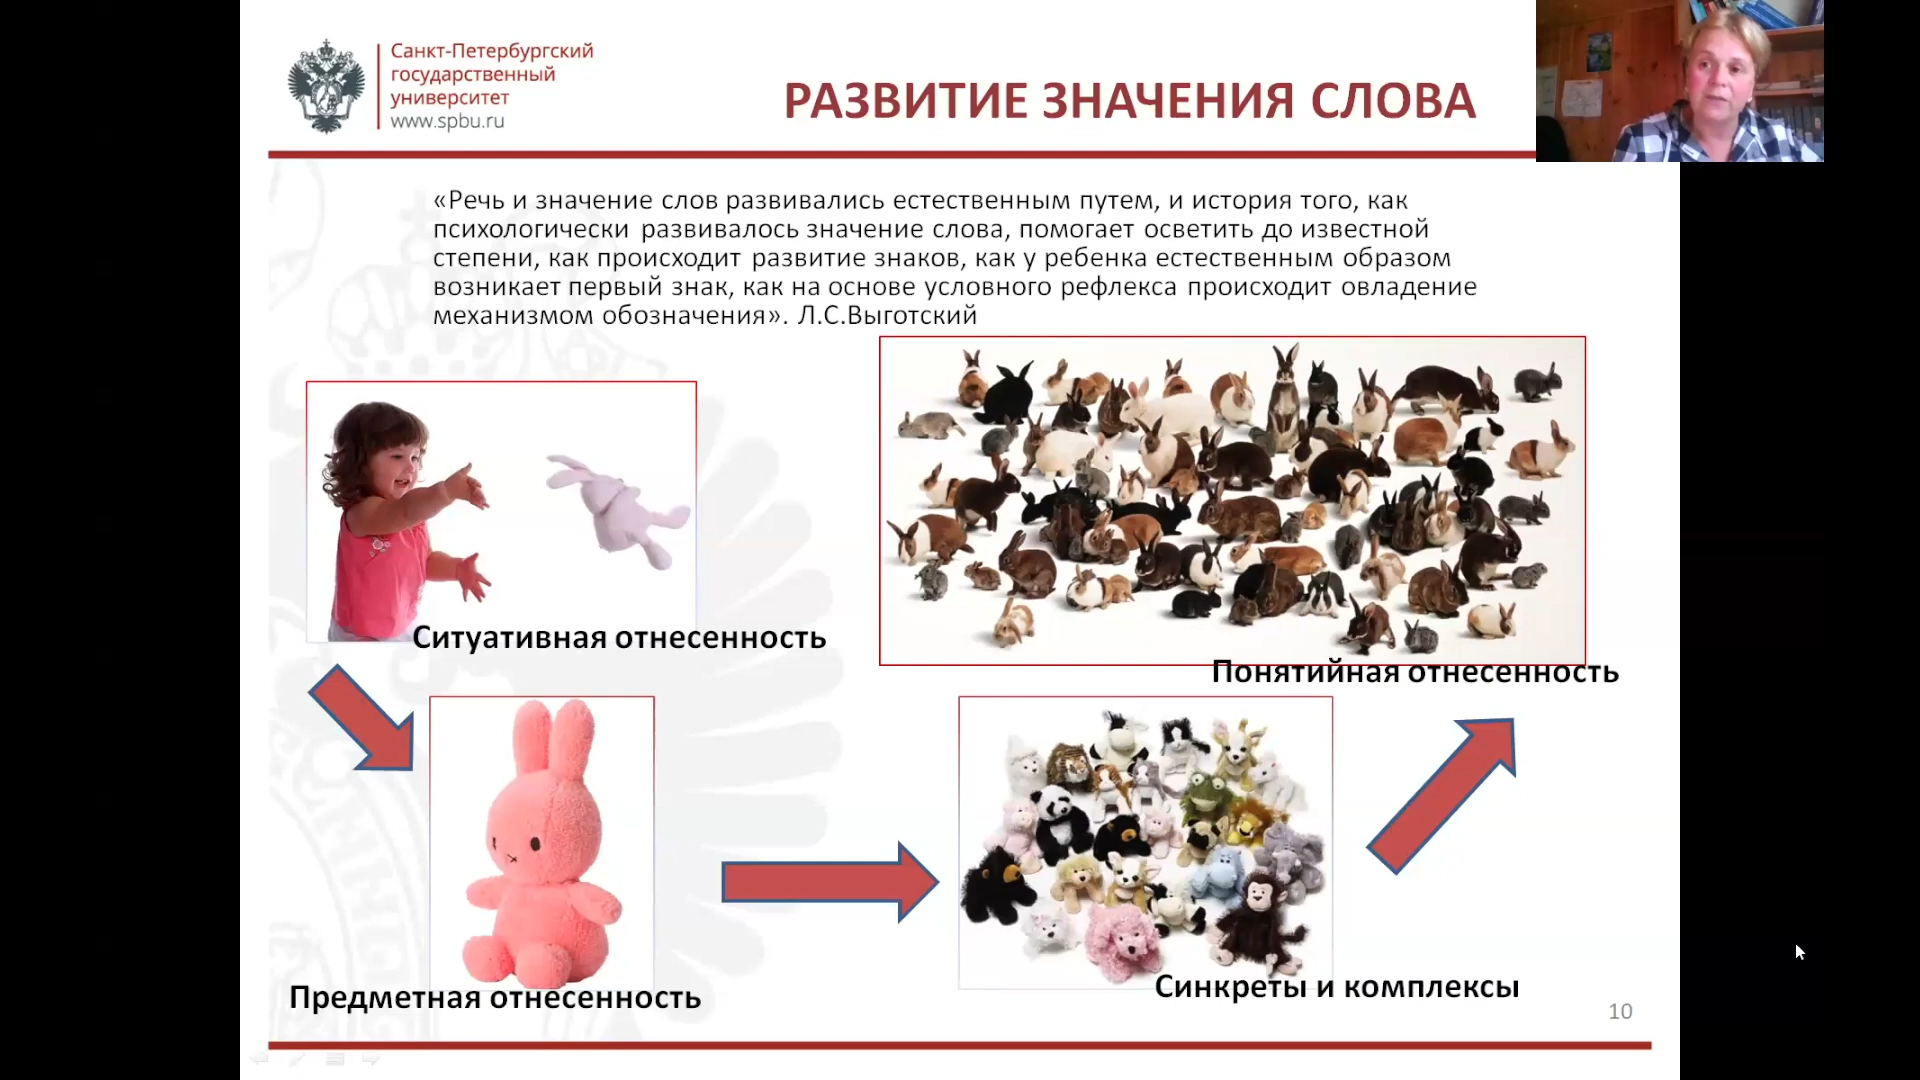 Санкт-Петербургский
государственный
университет
www.spbu.ru
РАЗВИТИЕ ЗНАЧЕНИЯ СЛОВА
«Речь и значение слов развивались естественным путем, и история того, как
психологически развивалось значение слова, помогает осветить до известной
степени, как происходит развитие знаков, как у ребенка естественным образом
возникает первый знак, как на основе условного рефлекса происходит овладение
механизмом обозначения». Л.С.Выготский
Ситуативная отнесенность
Понятийная отнесенность
Предметная отнесенность
Синкреты и комплексы
10